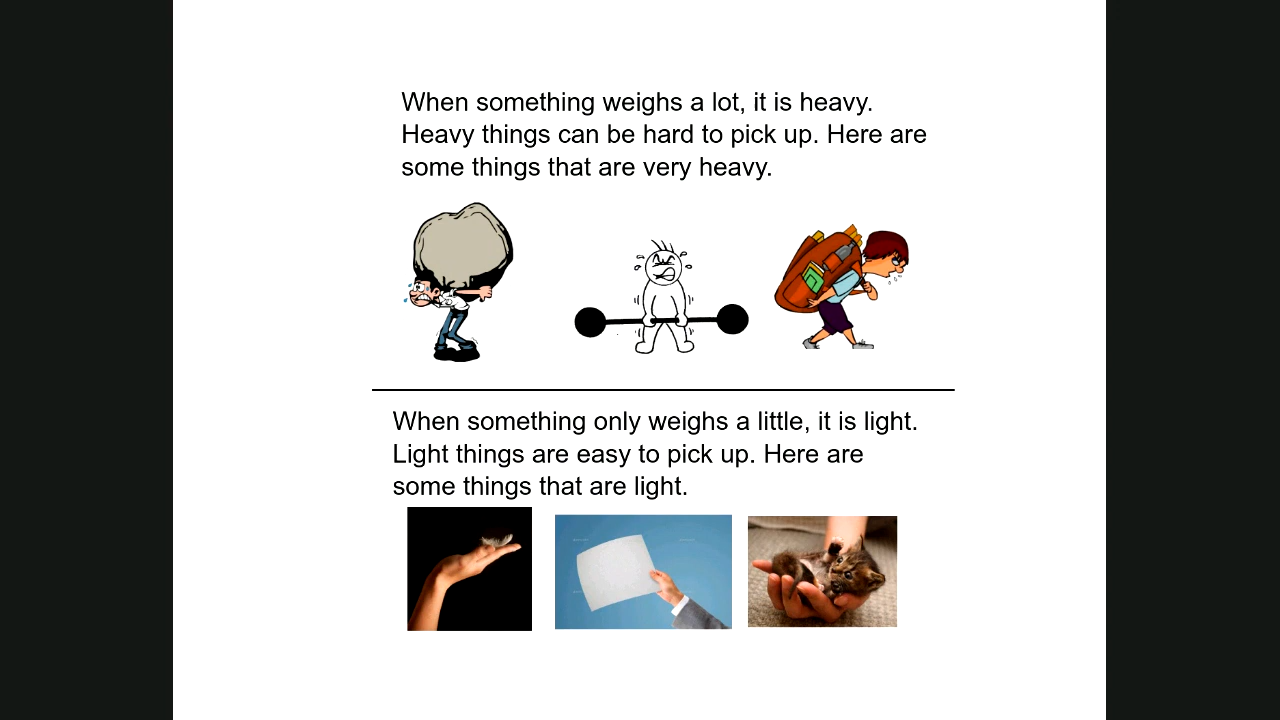 When something weighs a lot, it is heavy.
Heavy things can be hard to pick up. Here are
some things that are very heavy.
When something only weighs a little, it is light.
Light things are easy to pick up. Here are
some things that are light.